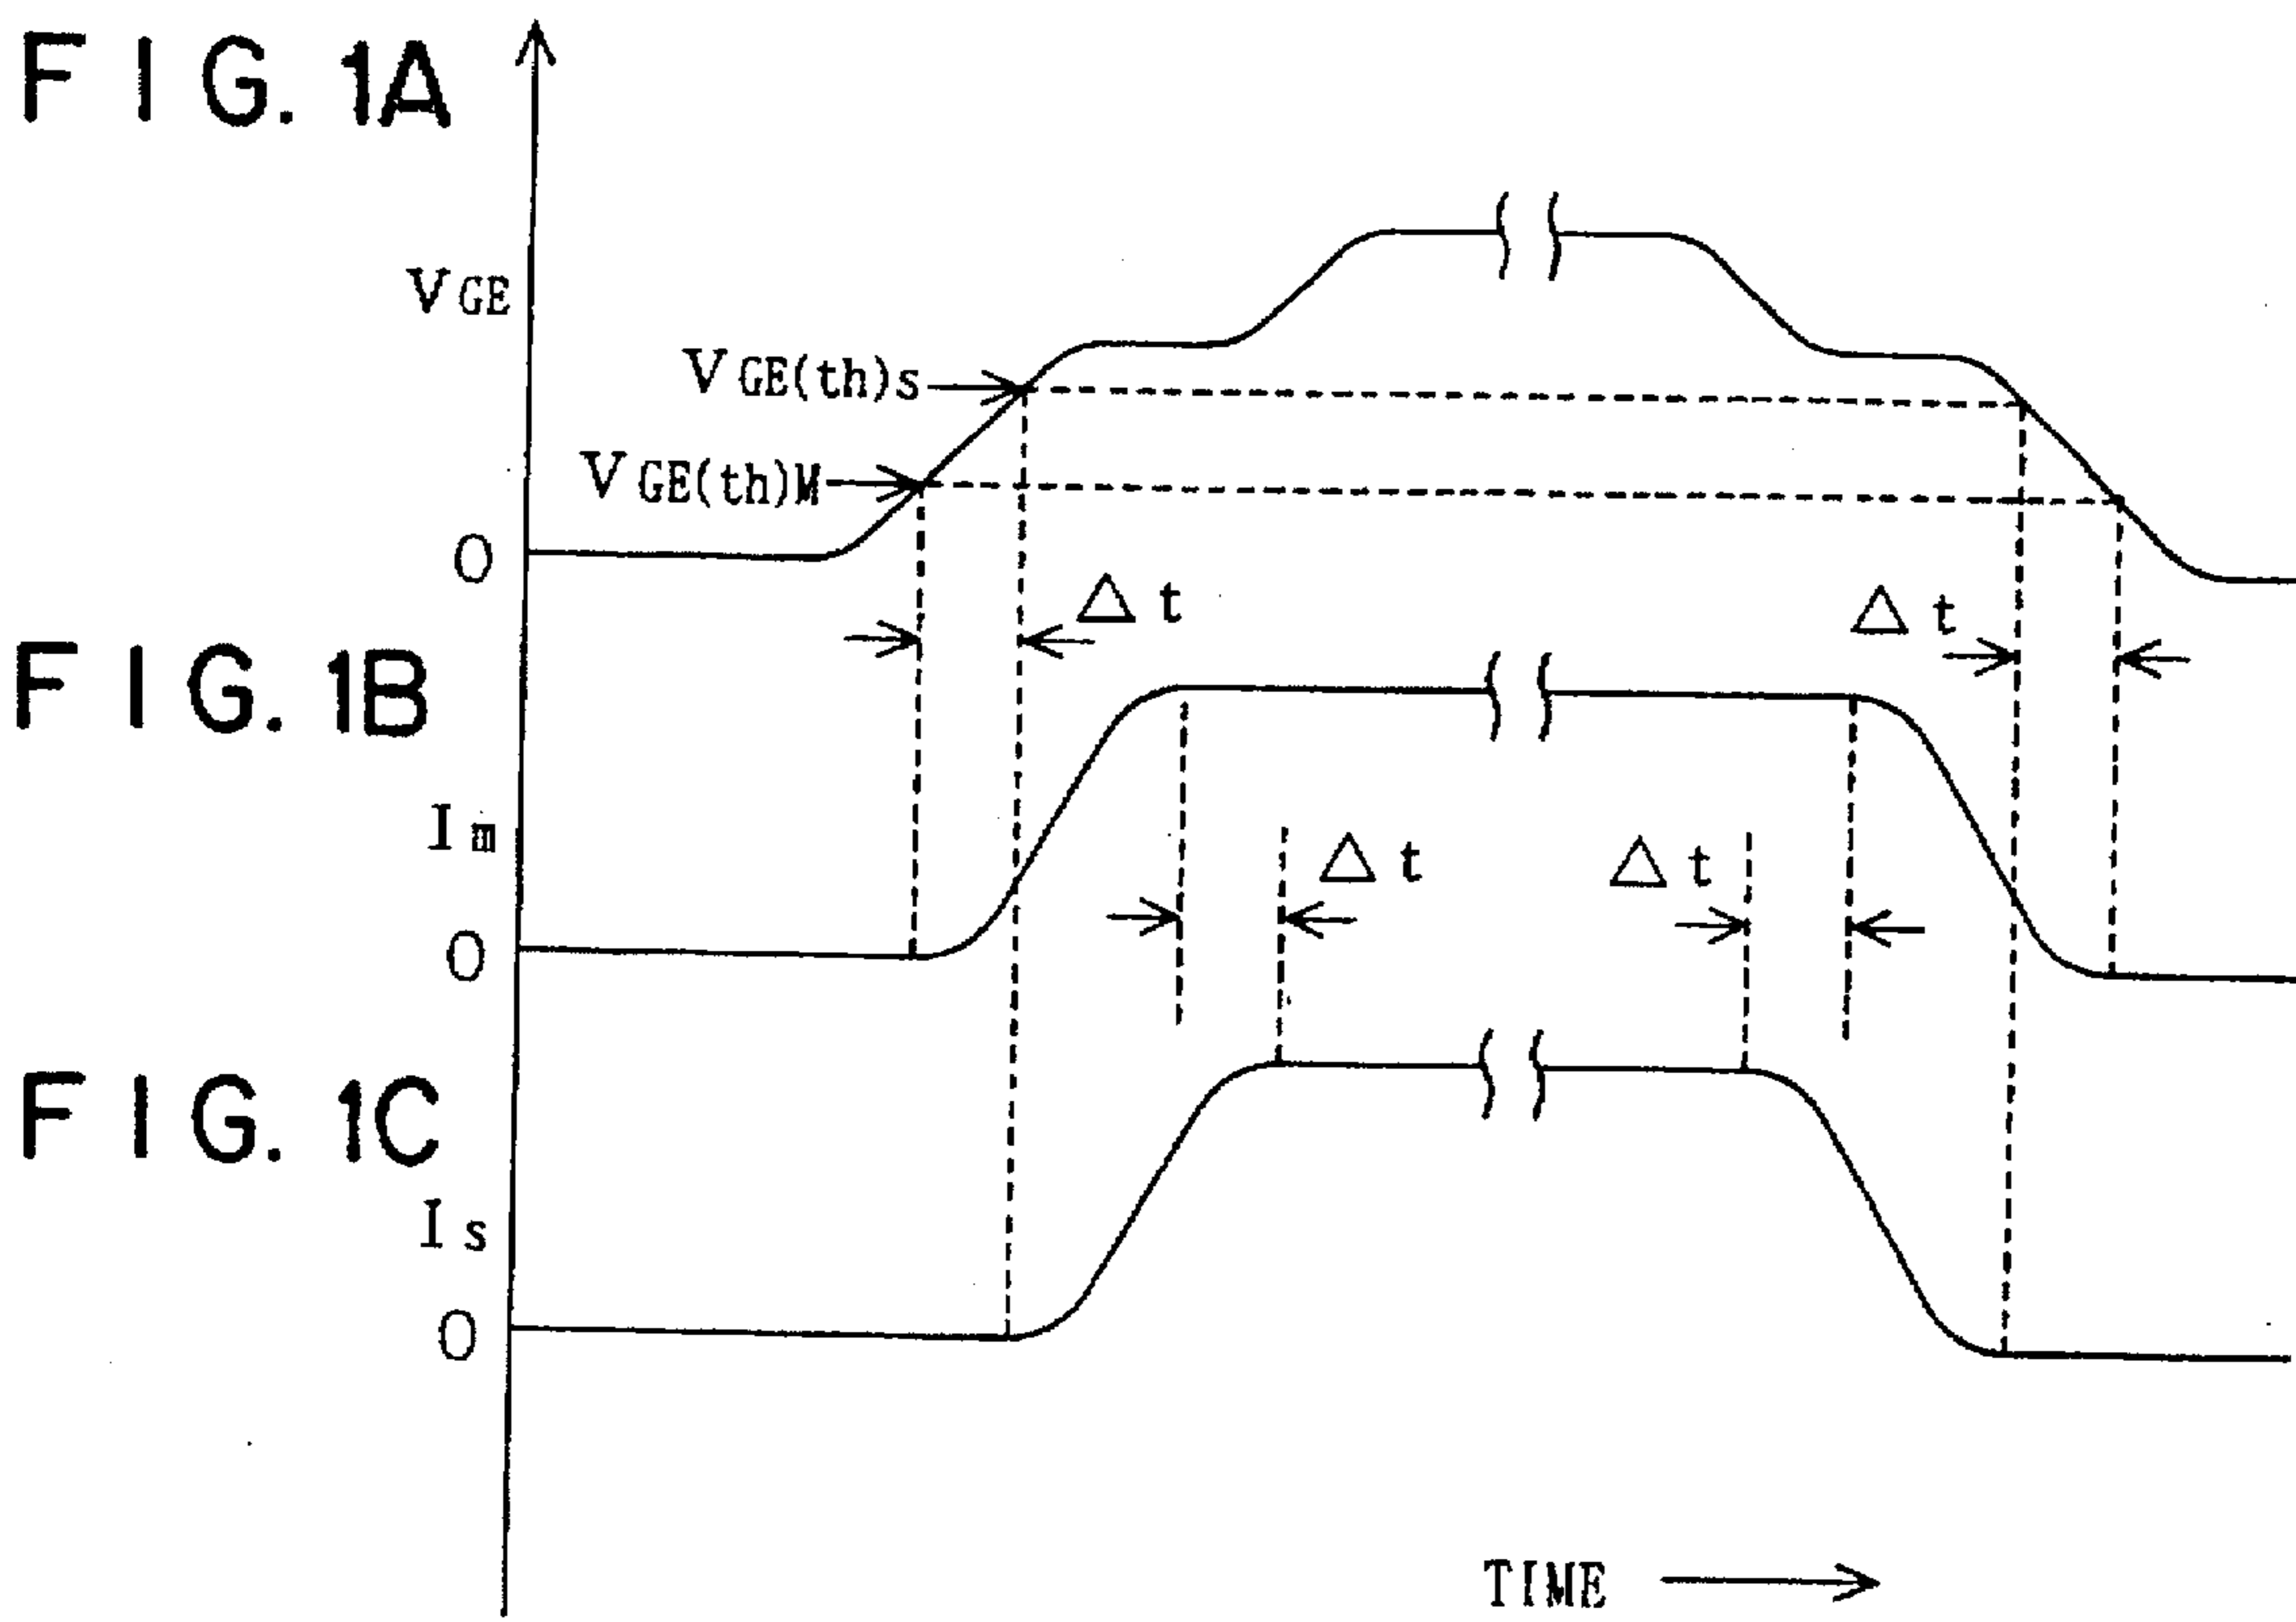 FIG. 1A
VGE
VGE(th)s
VGE(th)M
0
Δt
Δt
FIG. 1B
Im
Δt
Δt
0
FIG. 1C
Is
0
TIME